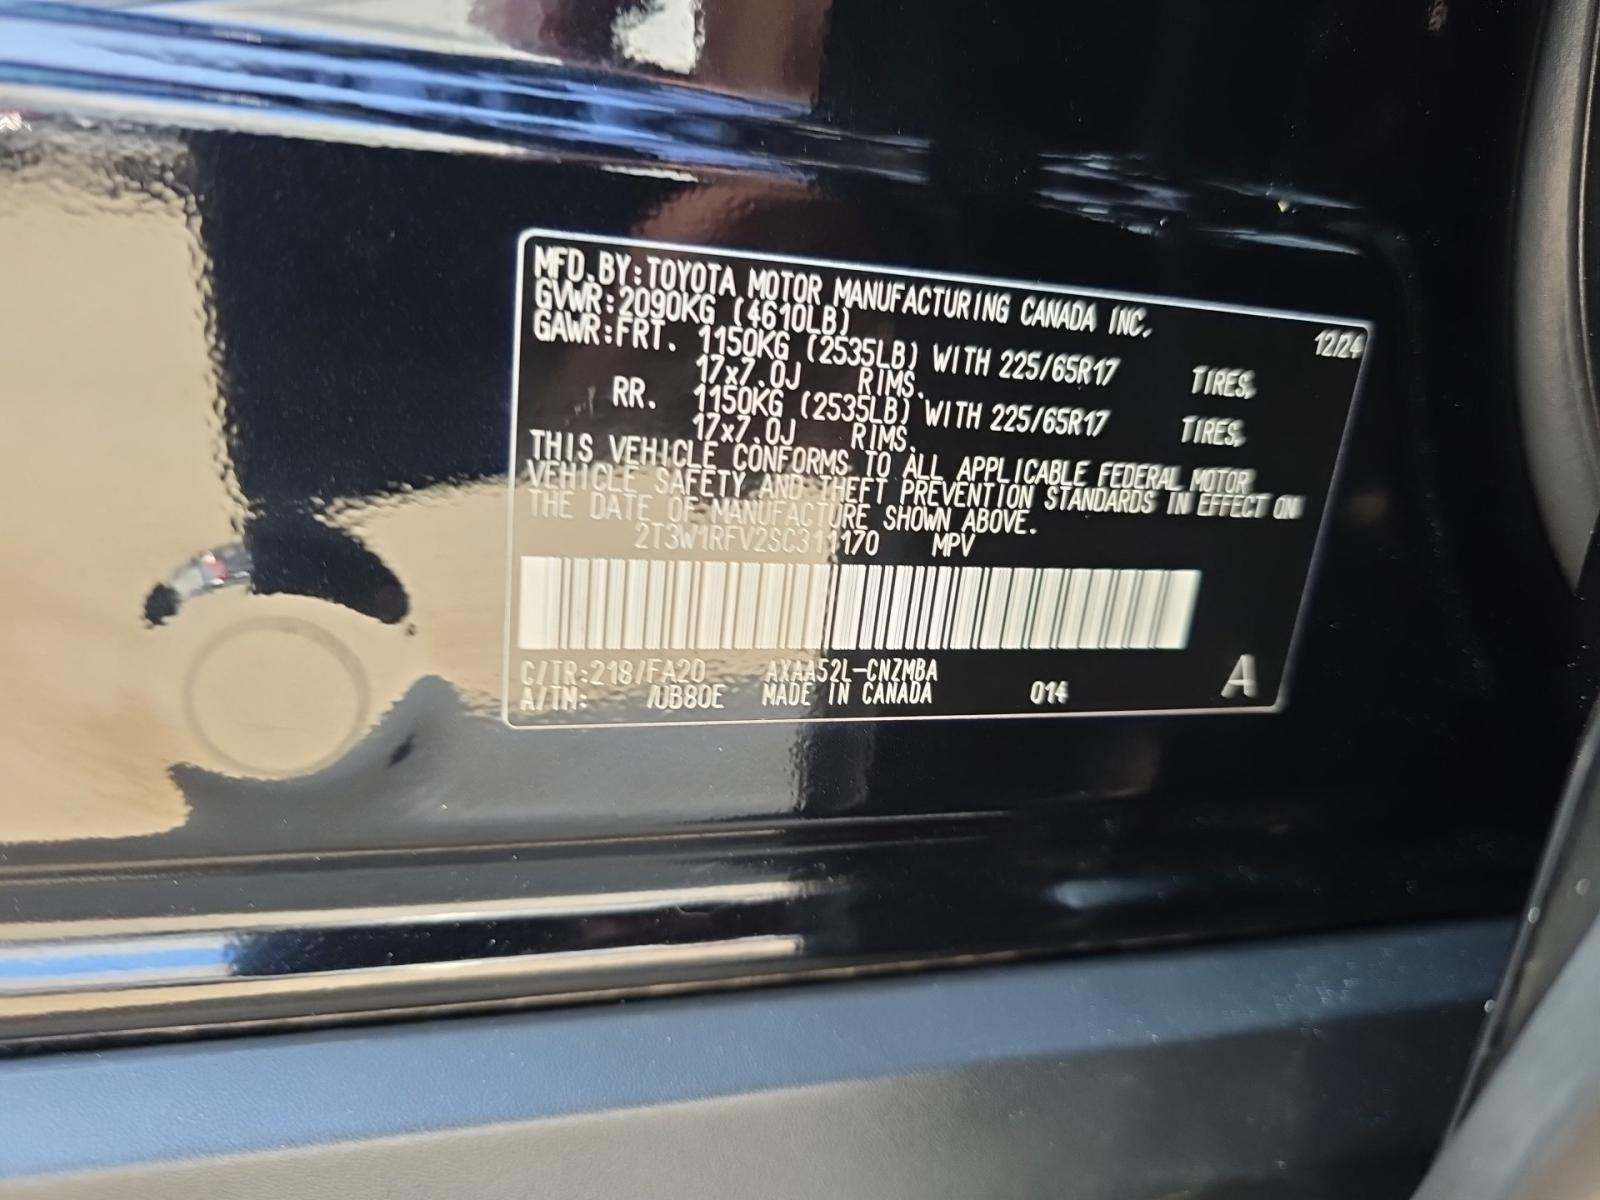 MFD.BY:TOYOTA MOTOR MANUFACTURING CANADA INC.
12/24
GVWR:2090KG (4610LB)
GAWR:FRT. 1150KG (2535LB) WITH 225/65R17 TIRES,
17x7.0J RIMS.
RR. 1150KG (2535LB) WITH 225/65R17 TIRES,
17x7.0J RIMS.
THIS VEHICLE CONFORMS TO ALL APPLICABLE FEDERAL MOTOR
VEHICLE SAFETY AND THEFT PREVENTION STANDARDS IN EFFECT ON
THE DATE OF MANUFACTURE SHOWN ABOVE.
2T3W1RFV2SC311170 MPV
C/TR:218/FA20 AXAA52L-CNZMBA
A/TM: /UB80E MADE IN CANADA 014 A